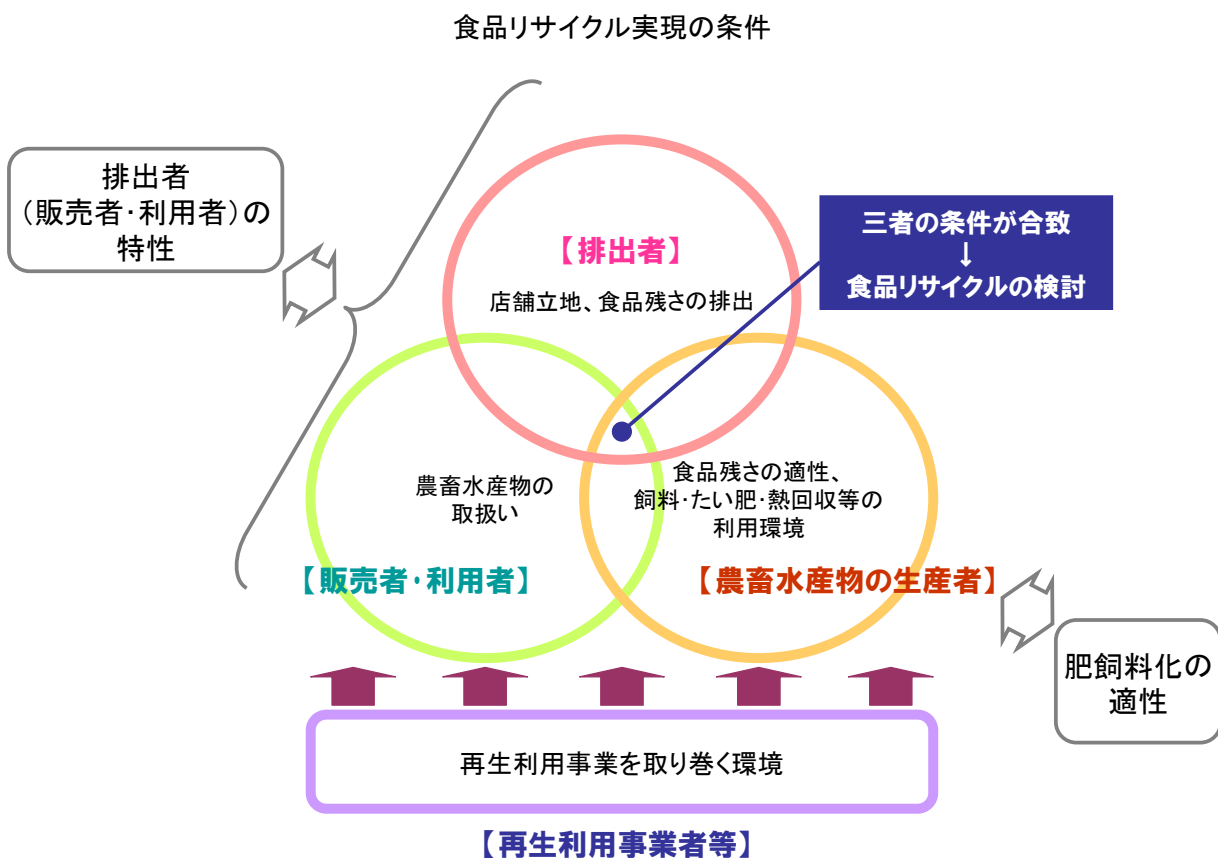 食品リサイクル実現の条件
排出者
（販売者･利用者）の
特性
三者の条件が合致
↓
食品リサイクルの検討
【排出者】
店舗立地、食品残さの排出
農畜水産物の
取扱い
【販売者･利用者】
食品残さの適性、
飼料･たい肥･熱回収等の
利用環境
【農畜水産物の生産者】
肥飼料化の
適性
再生利用事業を取り巻く環境
【再生利用事業者等】